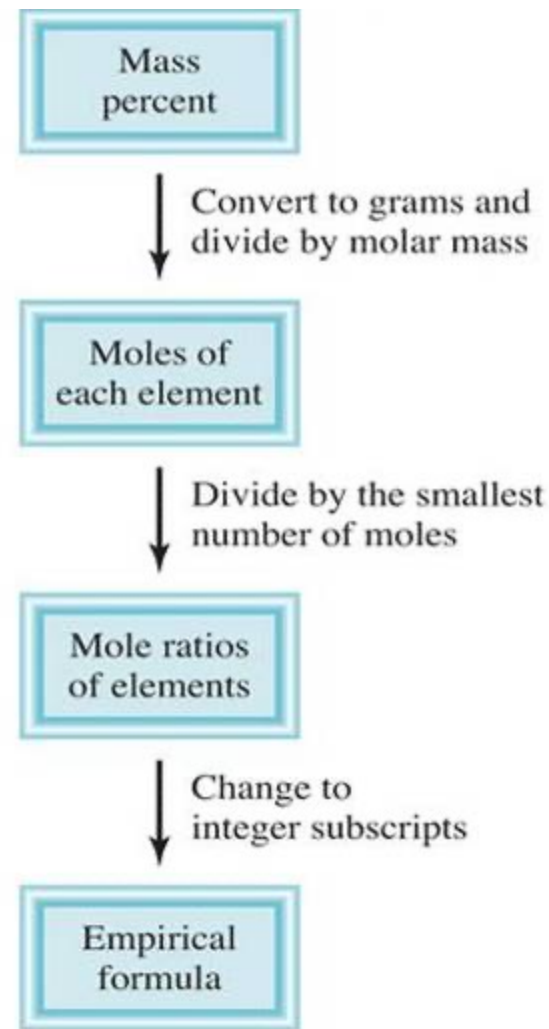 Mass
percent
Convert to grams and
divide by molar mass
Moles of
each element
Divide by the smallest
number of moles
Mole ratios
of elements
Change to
integer subscripts
Empirical
formula